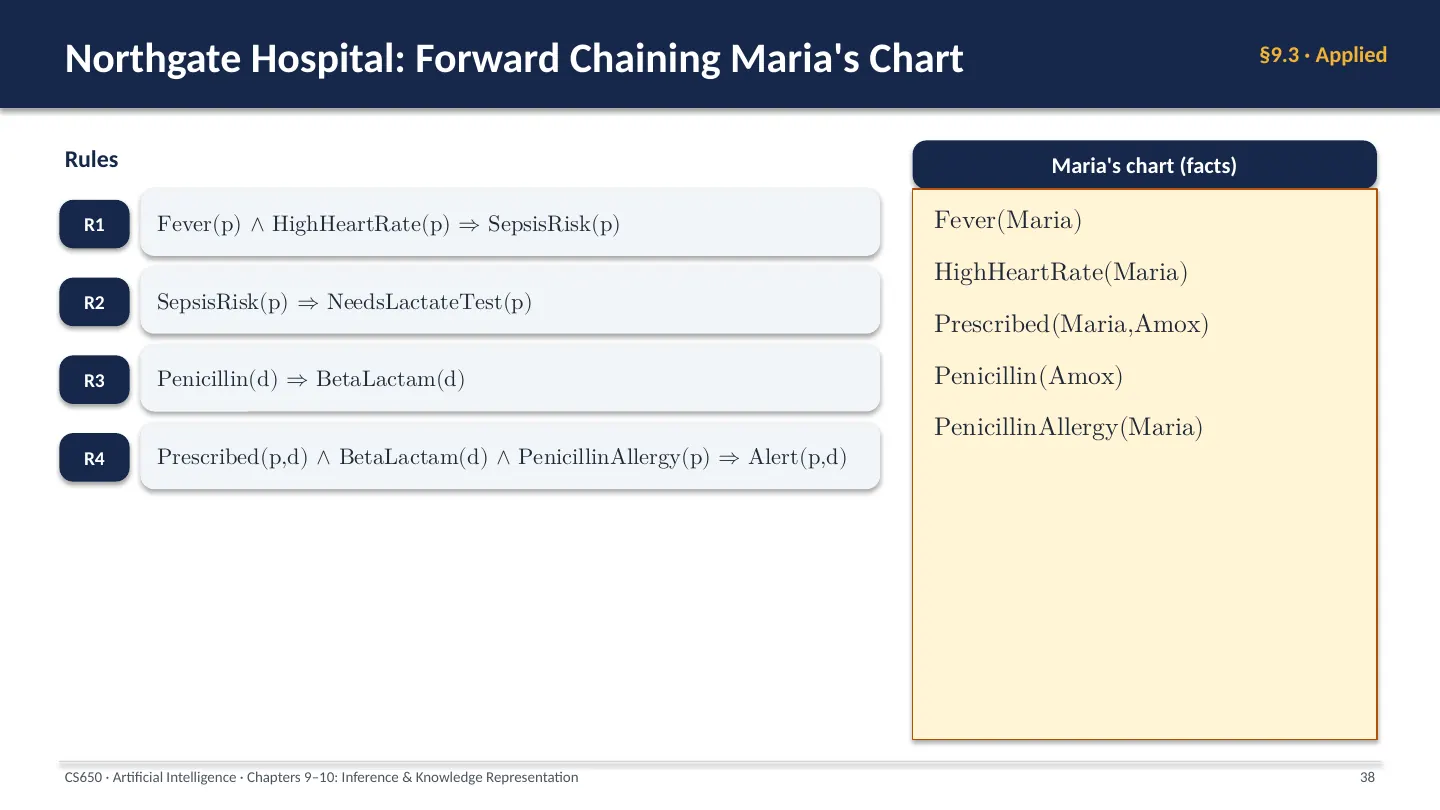 Northgate Hospital: Forward Chaining Maria's Chart
§9.3 · Applied
Rules
R1
Fever(p) ∧ HighHeartRate(p) ⇒ SepsisRisk(p)
R2
SepsisRisk(p) ⇒ NeedsLactateTest(p)
R3
Penicillin(d) ⇒ BetaLactam(d)
R4
Prescribed(p,d) ∧ BetaLactam(d) ∧ PenicillinAllergy(p) ⇒ Alert(p,d)
Maria's chart (facts)
Fever(Maria)
HighHeartRate(Maria)
Prescribed(Maria,Amox)
Penicillin(Amox)
PenicillinAllergy(Maria)
CS650 · Artificial Intelligence · Chapters 9–10: Inference & Knowledge Representation
38